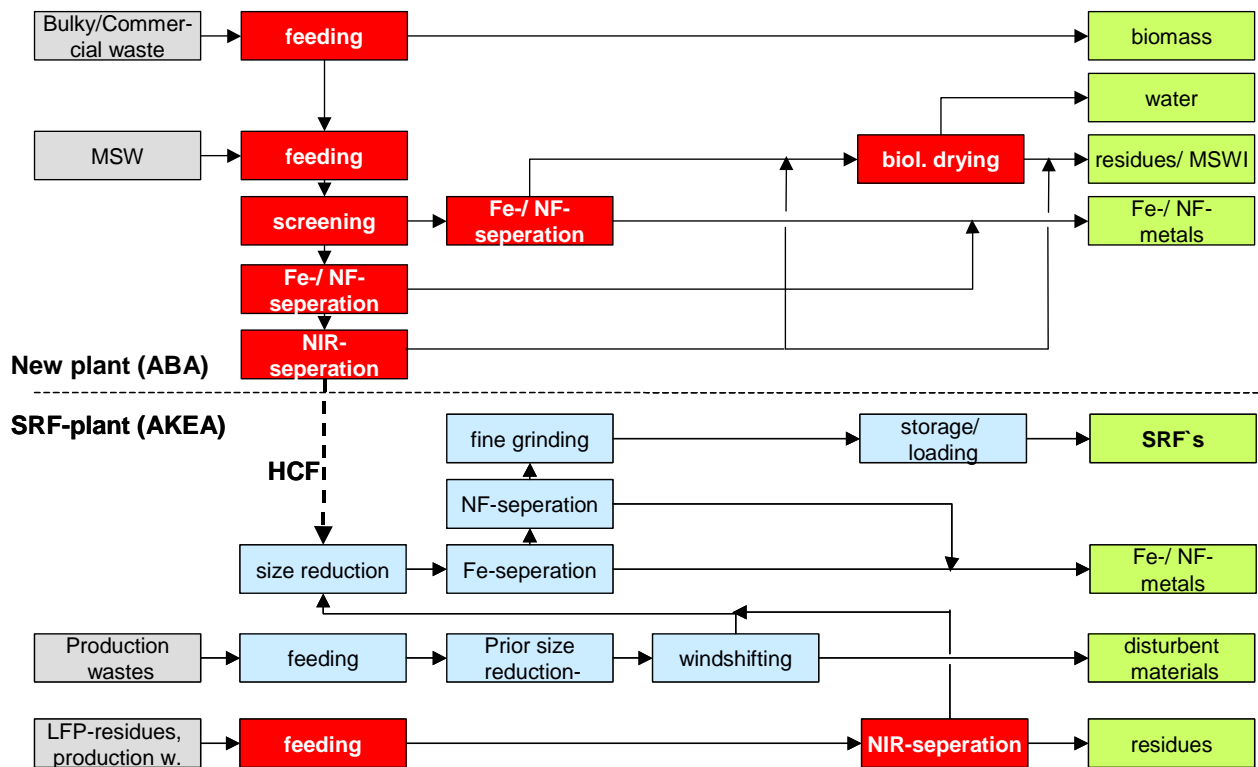 Bulky/Commer-
cial waste
feeding
biomass
water
MSW
feeding
biol. drying
residues/ MSWI
screening
Fe-/ NF-
seperation
Fe-/ NF-
metals
Fe-/ NF-
seperation
NIR-
seperation
New plant (ABA)
SRF-plant (AKEA)
HCF
fine grinding
storage/
loading
SRF`s
NF-seperation
size reduction
Fe-seperation
Fe-/ NF-
metals
Production
wastes
feeding
Prior size
reduction-
windshifting
disturbent
materials
LFP-residues,
production w.
feeding
NIR-seperation
residues